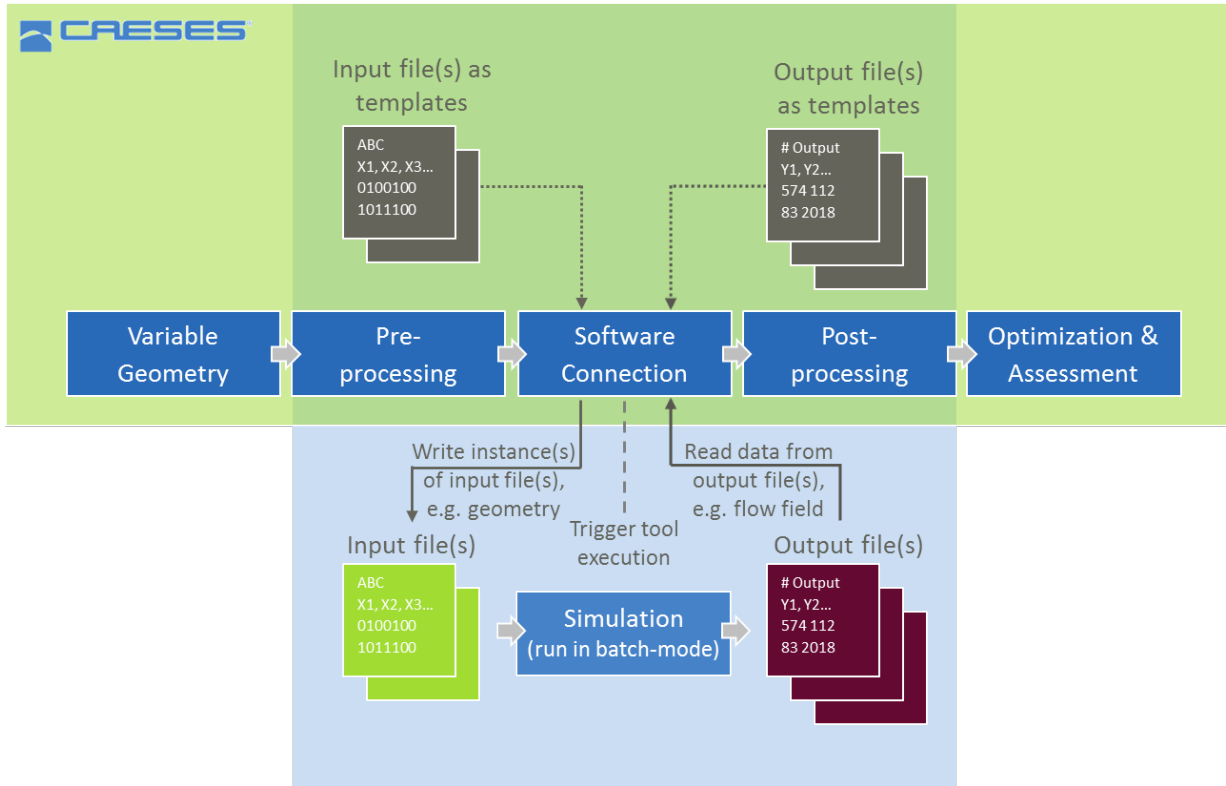 CAESES™
Input file(s) as
templates
ABC
X1, X2, X3...
0100100
1011100
Output file(s)
as templates
# Output
Y1, Y2...
574 112
83 2018
Variable
Geometry
Pre-
processing
Software
Connection
Post-
processing
Optimization &
Assessment
Write instance(s)
of input file(s),
e.g. geometry
Trigger tool
execution
Read data from
output file(s),
e.g. flow field
Input file(s)
ABC
X1, X2, X3...
0100100
1011100
Simulation
(run in batch-mode)
Output file(s)
# Output
Y1, Y2...
574 112
83 2018